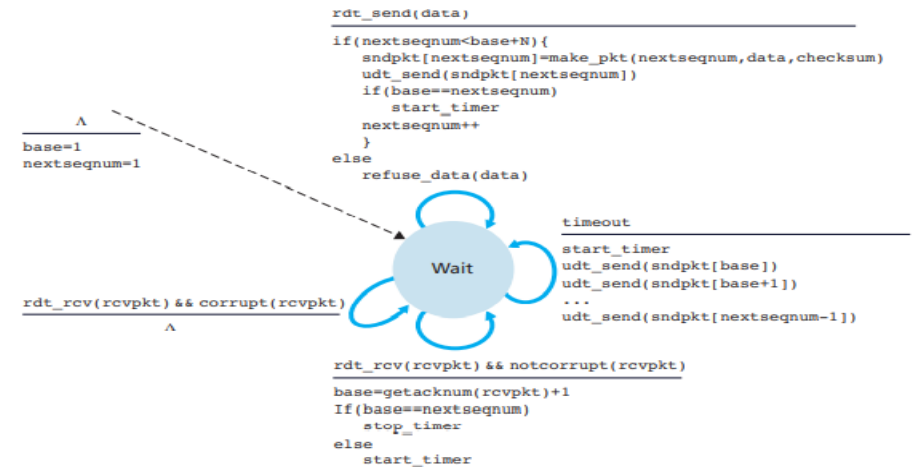 rdt_send(data)
if(nextseqnum<base+N){
sndpkt[nextseqnum]=make_pkt(nextseqnum,data,checksum)
udt_send(sndpkt[nextseqnum])
if(base==nextseqnum)
start_timer
nextseqnum++
}
else
refuse_data(data)
Λ
base=1
nextseqnum=1
timeout
start_timer
udt_send(sndpkt[base])
udt_send(sndpkt[base+1])
...
udt_send(sndpkt[nextseqnum-1])
Wait
rdt_rcv(rcvpkt) && corrupt(rcvpkt)
Λ
rdt_rcv(rcvpkt) && notcorrupt(rcvpkt)
base=getacknum(rcvpkt)+1
If(base==nextseqnum)
stop_timer
else
start_timer